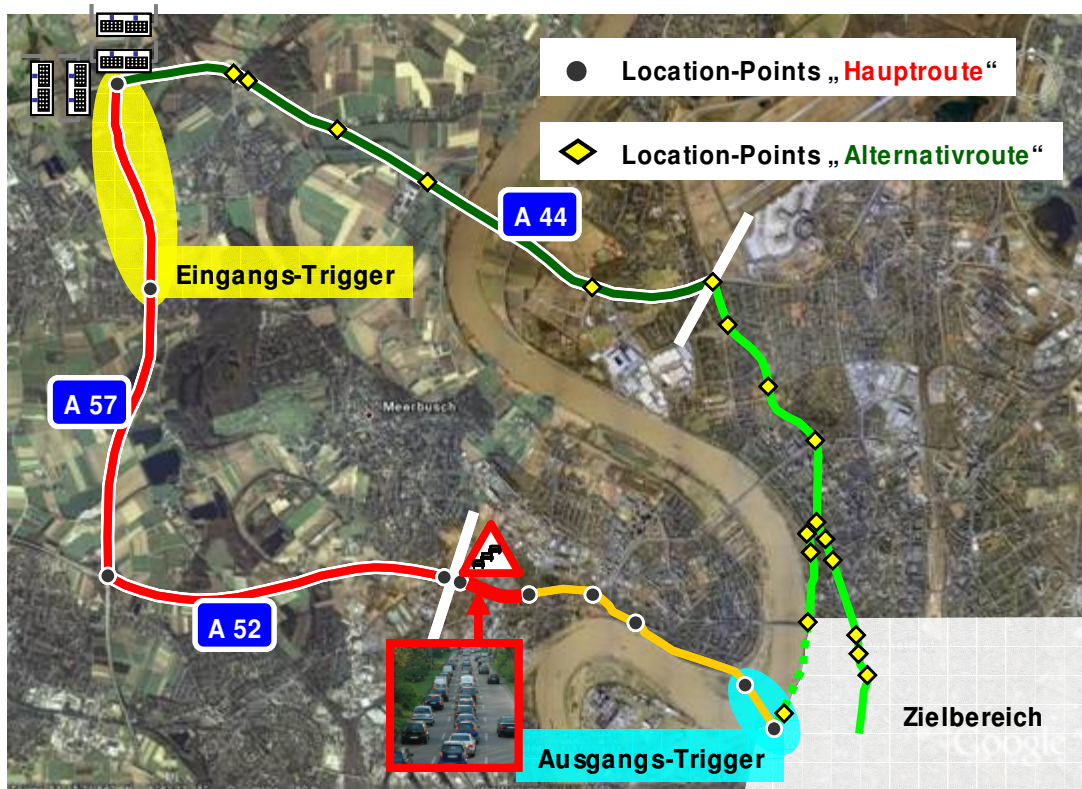 Location-Points „Hauptroute“
Location-Points „Alternativroute“
A 44
Eingangs-Trigger
A 57
Meerbusch
A 52
Zielbereich
Google
Ausgangs-Trigger